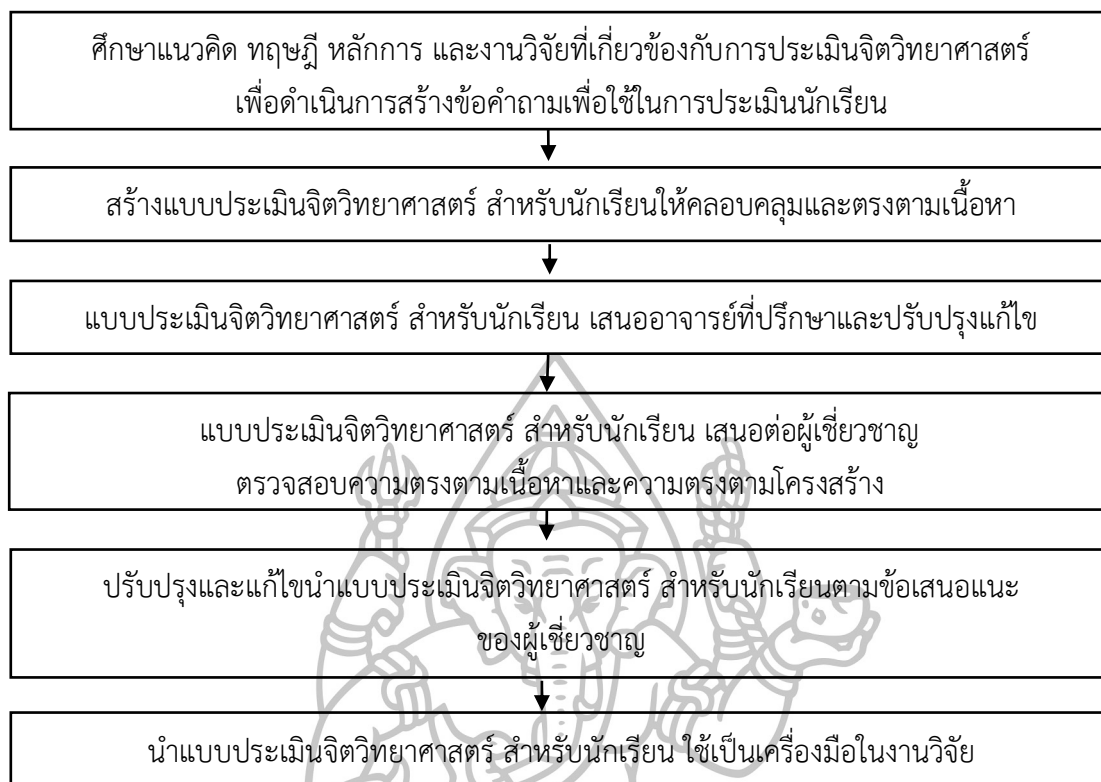 ศึกษาแนวคิด ทฤษฎี หลักการ และงานวิจัยที่เกี่ยวข้องกับการประเมินจิตวิทยาศาสตร์
เพื่อดำเนินการสร้างข้อคำถามเพื่อใช้ในการประเมินนักเรียน
สร้างแบบประเมินจิตวิทยาศาสตร์ สำหรับนักเรียนให้คลอบคลุมและตรงตามเนื้อหา
แบบประเมินจิตวิทยาศาสตร์ สำหรับนักเรียน เสนออาจารย์ที่ปรึกษาและปรับปรุงแก้ไข
แบบประเมินจิตวิทยาศาสตร์ สำหรับนักเรียน เสนอต่อผู้เชี่ยวชาญ
ตรวจสอบความตรงตามเนื้อหาและความตรงตามโครงสร้าง
ปรับปรุงและแก้ไขนำแบบประเมินจิตวิทยาศาสตร์ สำหรับนักเรียนตามข้อเสนอแนะ
ของผู้เชี่ยวชาญ
นำแบบประเมินจิตวิทยาศาสตร์ สำหรับนักเรียน ใช้เป็นเครื่องมือในงานวิจัย